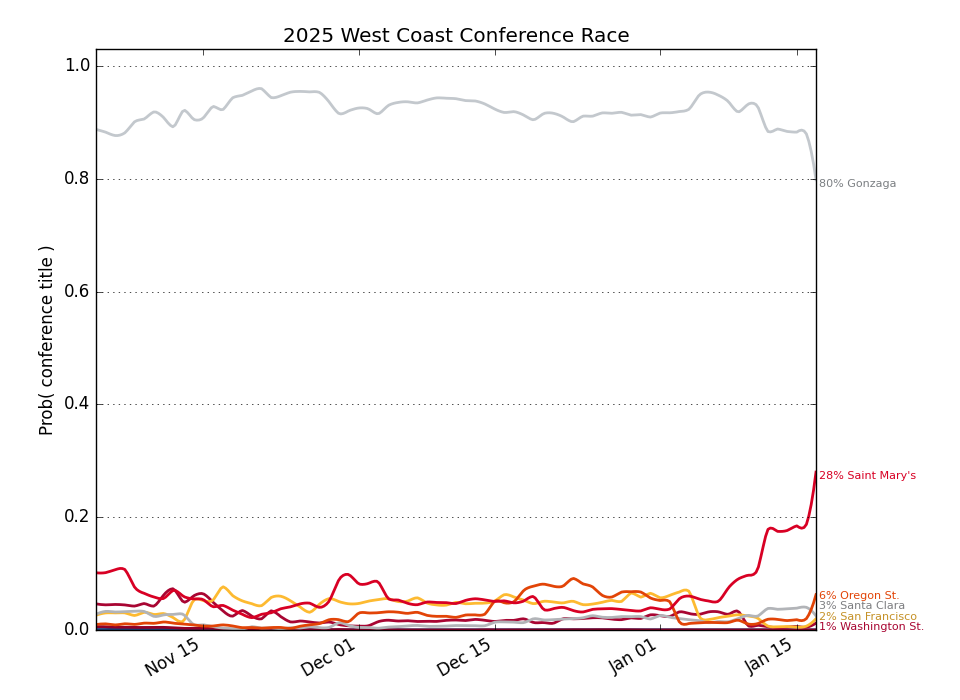 2025 West Coast Conference Race
Prob( conference title )
1.0
0.8
0.6
0.4
0.2
0.0
80% Gonzaga
28% Saint Mary's
6% Oregon St.
3% Santa Clara
2% San Francisco
1% Washington St.
Nov 15
Dec 01
Dec 15
Jan 01
Jan 15